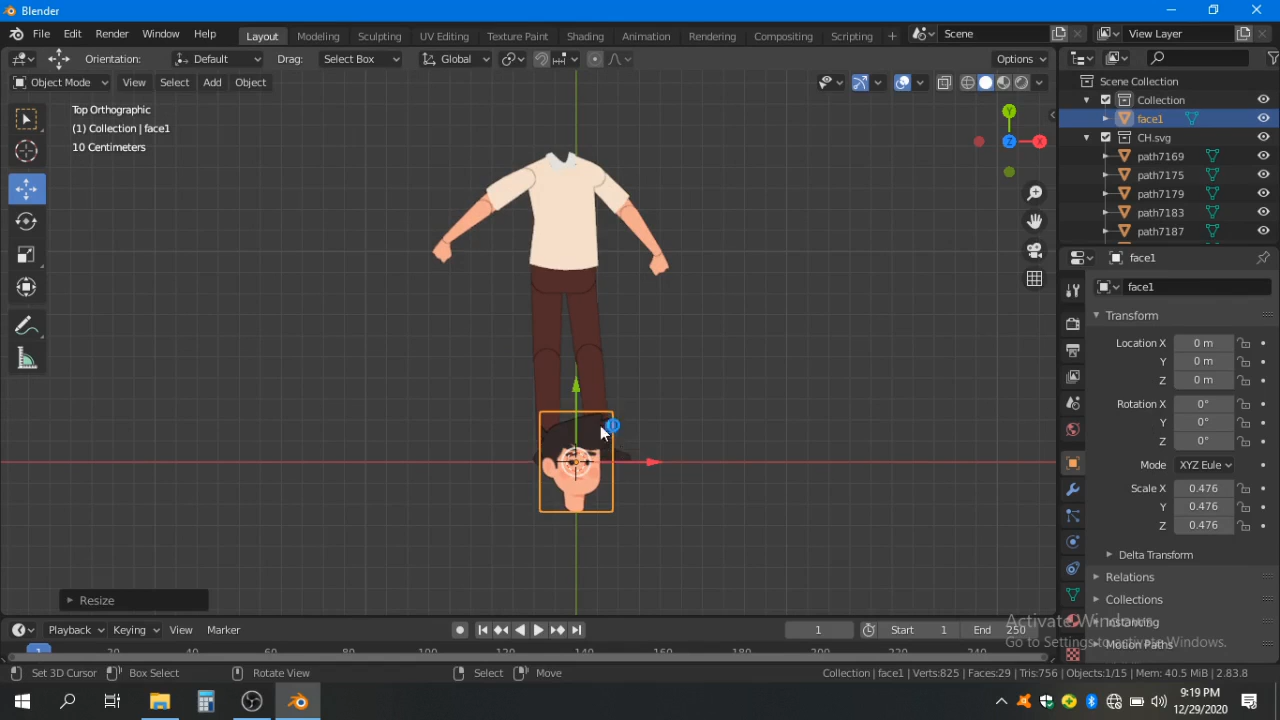 Blender
File Edit Render Window Help Layout Modeling Sculpting UV Editing Texture Paint Shading Animation Rendering Compositing Scripting + Scene View Layer
Orientation: Default Drag: Select Box Global Options
Object Mode View Select Add Object
Top Orthographic
(1) Collection | face1
10 Centimeters
Y
Z
X
Resize
Scene Collection
Collection
face1
CH.svg
path7169
path7175
path7179
path7183
path7187
face1
face1
Transform
Location X 0 m
Y 0 m
Z 0 m
Rotation X 0°
Y 0°
Z 0°
Mode XYZ Eule
Scale X 0.476
Y 0.476
Z 0.476
Delta Transform
Relations
Collections
Instancing
Motion Paths
Activate Windows
Go to Settings to activate Windows.
Playback Keying View Marker 1 Start 1 End 250
1 20 40 60 80 100 120 140 160 180 200 220 240
Set 3D Cursor Box Select Rotate View Select Move Collection | face1 | Verts:825 | Faces:29 | Tris:756 | Objects:1/15 | Mem: 40.5 MiB | 2.83.8
9:19 PM
12/29/2020